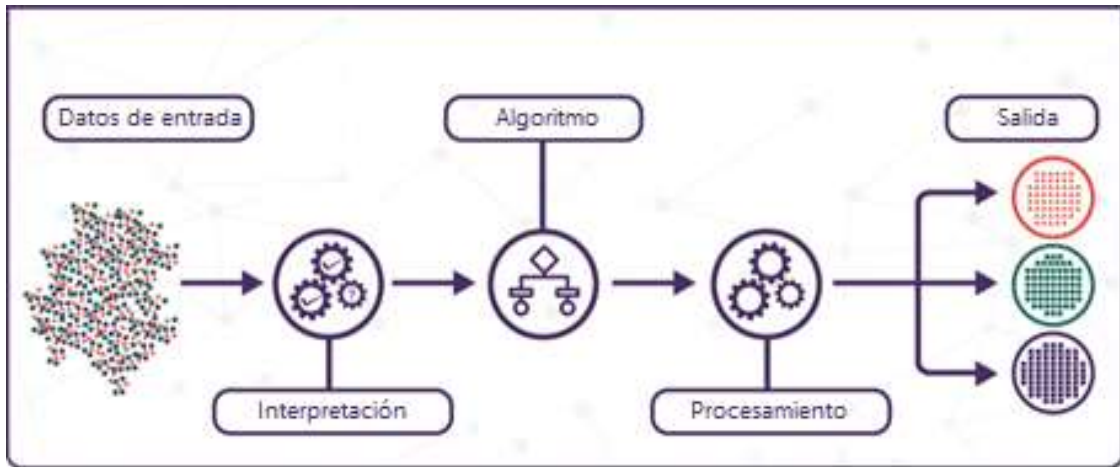 Datos de entrada
Algoritmo
Salida
Interpretación
Procesamiento